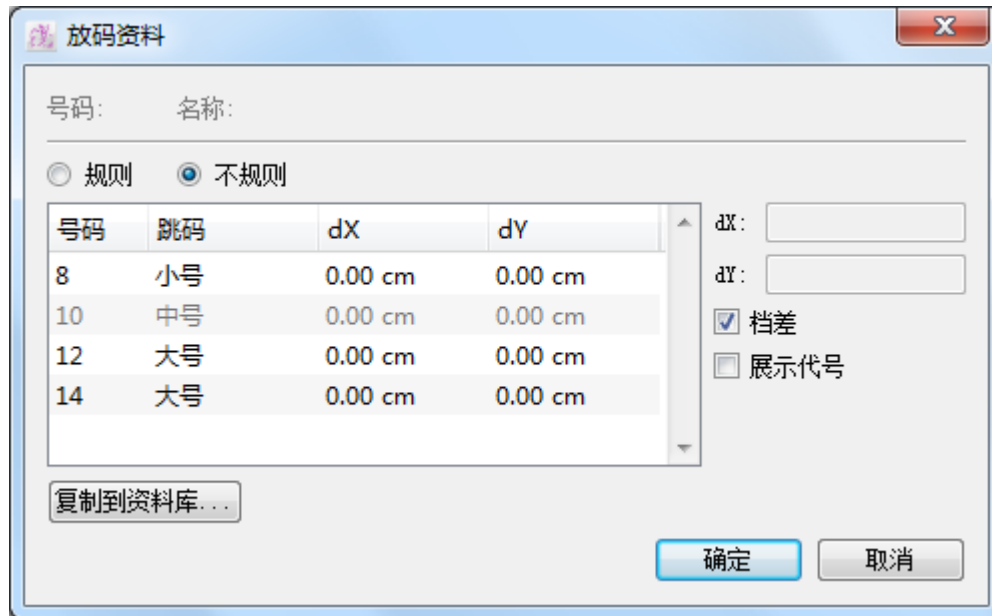 放码资料
号码: 名称:
规则 不规则
号码 跳码 dX dY
8 小号 0.00 cm 0.00 cm
10 中号 0.00 cm 0.00 cm
12 大号 0.00 cm 0.00 cm
14 大号 0.00 cm 0.00 cm
dX:
dY:
档差
展示代号
复制到资料库...
确定 取消